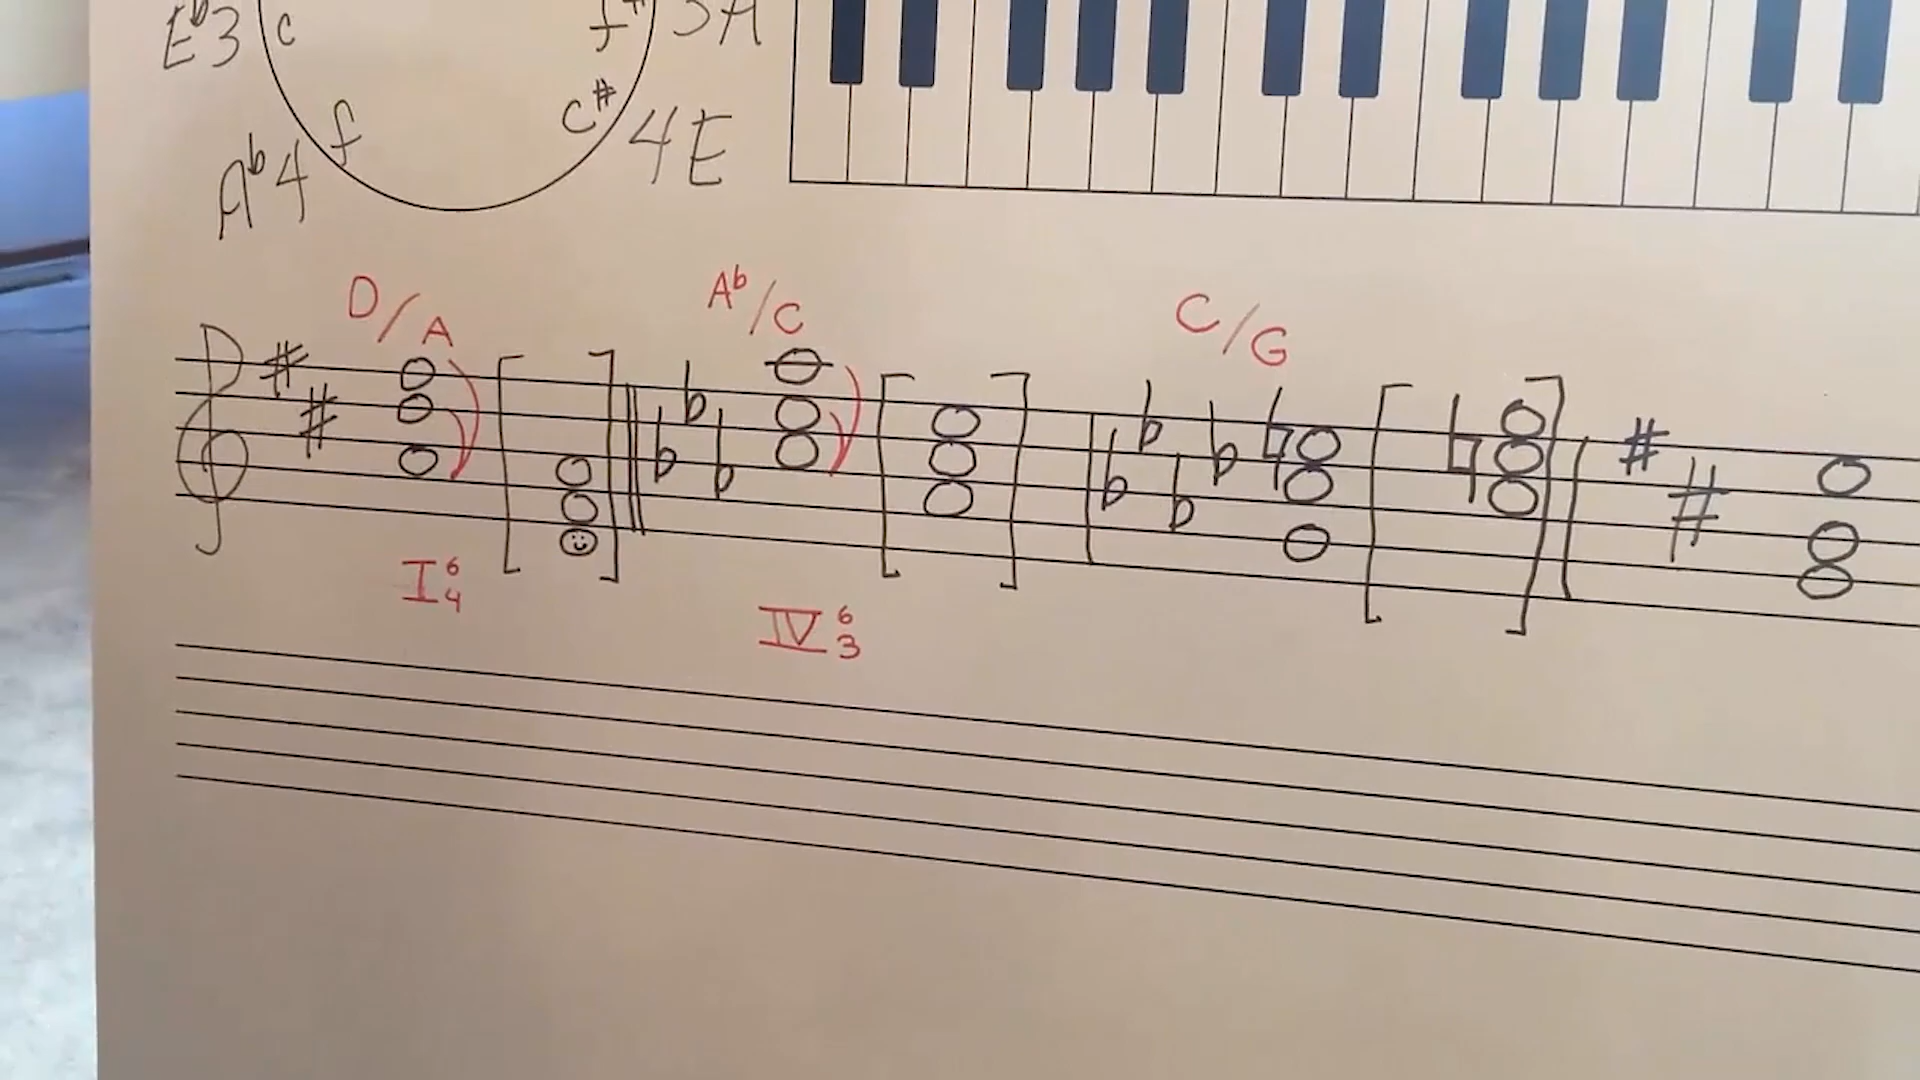 E♭3 c f♯ 3A
A♭4 f c♯ 4E
D/A A♭/C C/G
I 6 4 IV 6 3